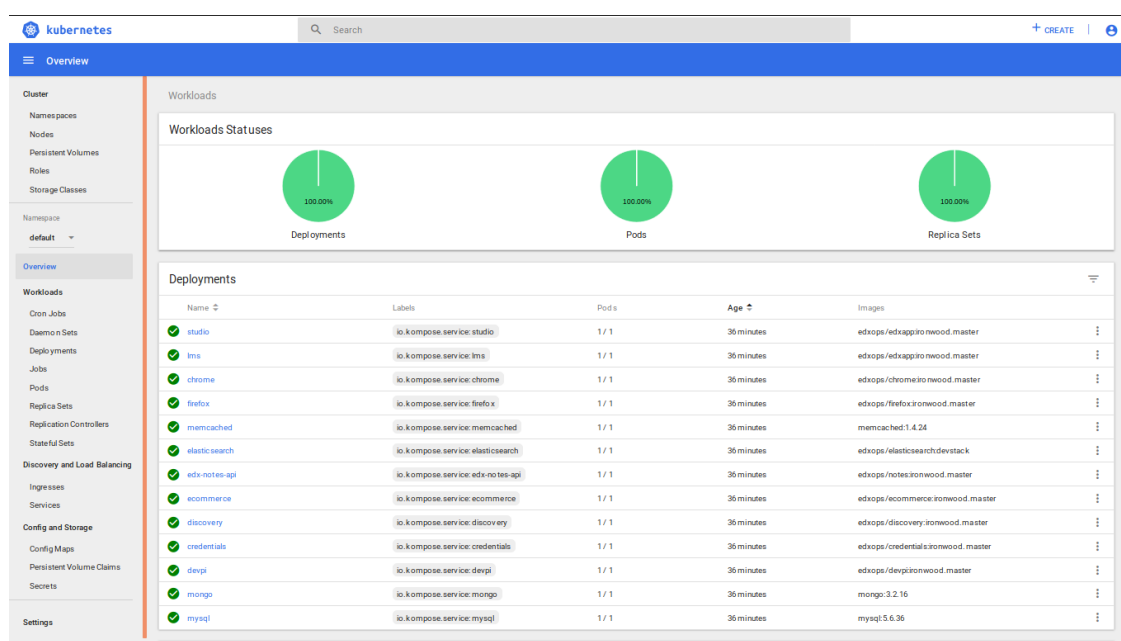 kubernetes
Search
+ CREATE
Overview
Cluster
Namespaces
Nodes
Persistent Volumes
Roles
Storage Classes
Namespace
default
Overview
Workloads
Cron Jobs
Daemon Sets
Deployments
Jobs
Pods
Replica Sets
Replication Controllers
Stateful Sets
Discovery and Load Balancing
Ingresses
Services
Config and Storage
Config Maps
Persistent Volume Claims
Secrets
Settings
Workloads
Workloads Statuses
100.00% 100.00% 100.00%
Deployments Pods Replica Sets
Deployments
Name Labels Pods Age Images
studio io.kompose.service: studio 1 / 1 36 minutes edxops/edxapp:ironwood.master
lms io.kompose.service: lms 1 / 1 36 minutes edxops/edxapp:ironwood.master
chrome io.kompose.service: chrome 1 / 1 36 minutes edxops/chrome:ironwood.master
firefox io.kompose.service: firefox 1 / 1 36 minutes edxops/firefox:ironwood.master
memcached io.kompose.service: memcached 1 / 1 36 minutes memcached:1.4.24
elasticsearch io.kompose.service: elasticsearch 1 / 1 36 minutes edxops/elasticsearch:devstack
edx-notes-api io.kompose.service: edx-notes-api 1 / 1 36 minutes edxops/notes:ironwood.master
ecommerce io.kompose.service: ecommerce 1 / 1 36 minutes edxops/ecommerce:ironwood.master
discovery io.kompose.service: discovery 1 / 1 36 minutes edxops/discovery:ironwood.master
credentials io.kompose.service: credentials 1 / 1 36 minutes edxops/credentials:ironwood.master
devpi io.kompose.service: devpi 1 / 1 36 minutes edxops/devpi:ironwood.master
mongo io.kompose.service: mongo 1 / 1 36 minutes mongo:3.2.16
mysql io.kompose.service: mysql 1 / 1 36 minutes mysql:5.6.36